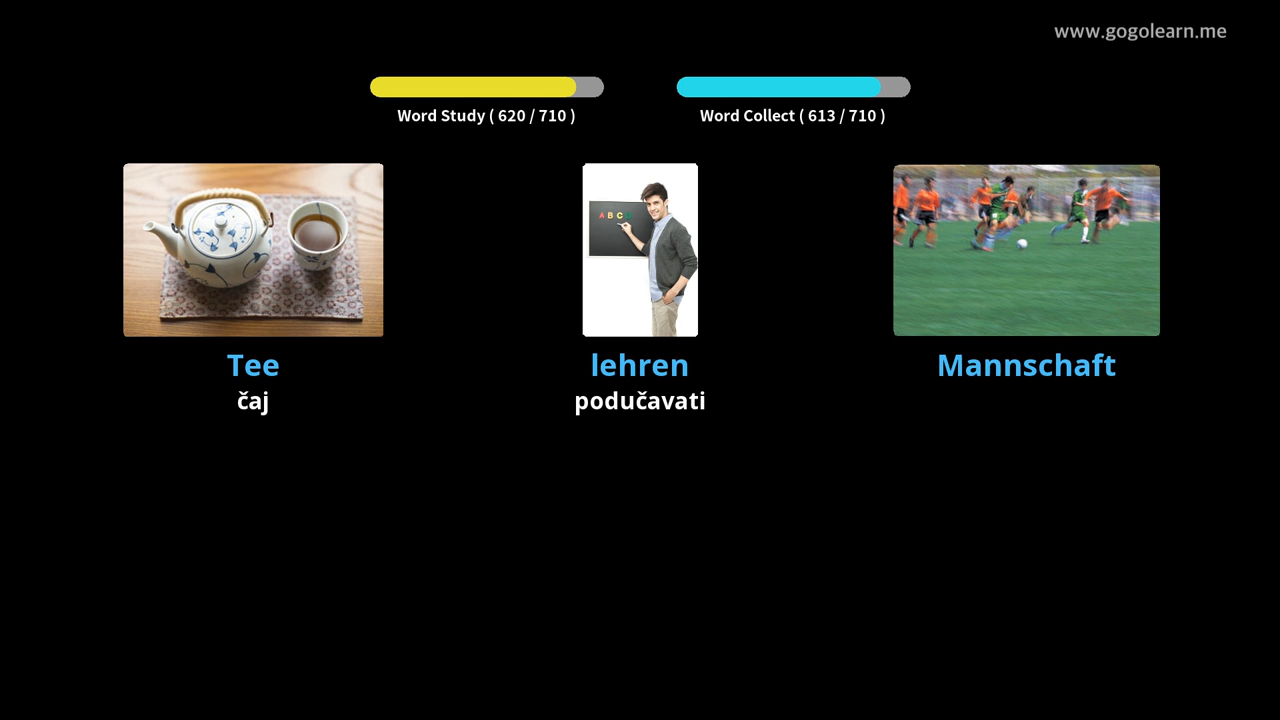 www.gogolearn.me
Word Study ( 620 / 710 )
Word Collect ( 613 / 710 )
A B C D
Tee
čaj
lehren
podučavati
Mannschaft